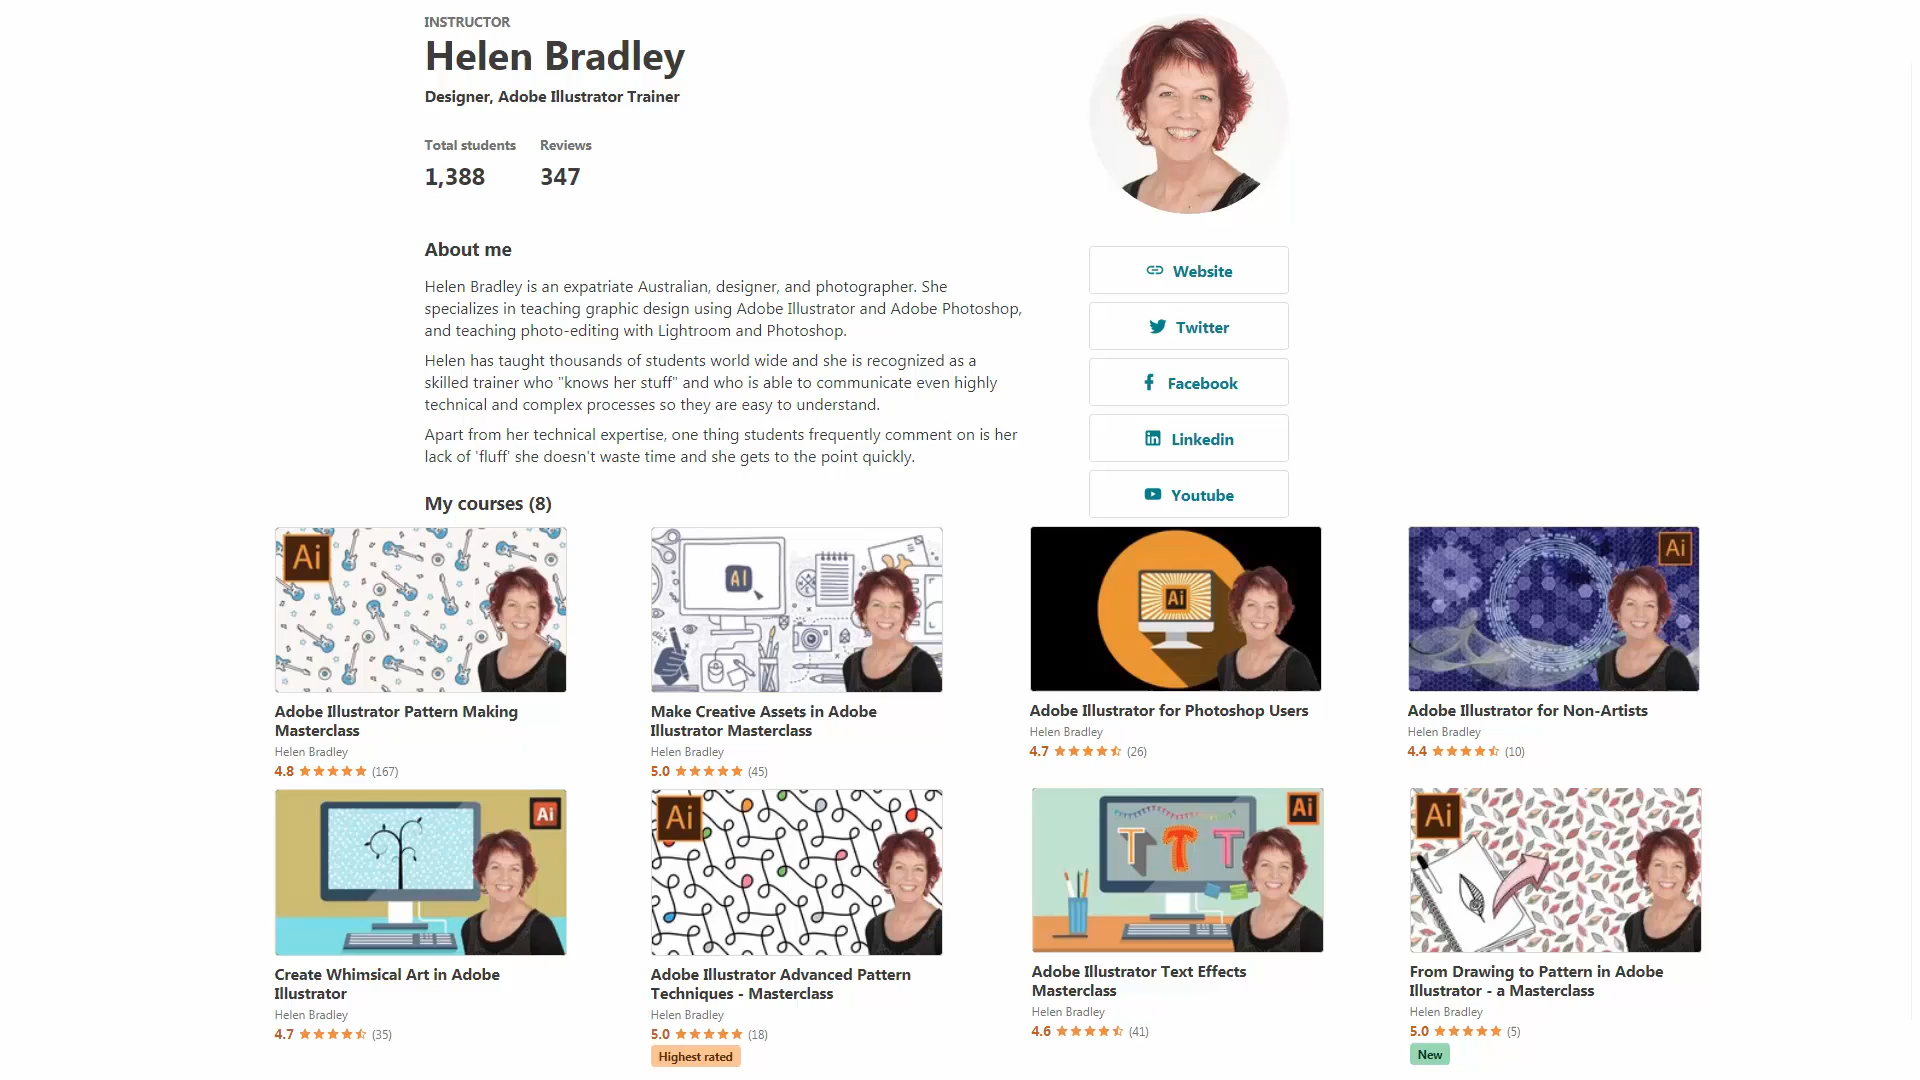 INSTRUCTOR
Helen Bradley
Designer, Adobe Illustrator Trainer
Total students
Reviews
1,388
347
About me
Helen Bradley is an expatriate Australian, designer, and photographer. She
specializes in teaching graphic design using Adobe Illustrator and Adobe Photoshop,
and teaching photo-editing with Lightroom and Photoshop.
Helen has taught thousands of students world wide and she is recognized as a
skilled trainer who "knows her stuff" and who is able to communicate even highly
technical and complex processes so they are easy to understand.
Apart from her technical expertise, one thing students frequently comment on is her
lack of 'fluff' she doesn't waste time and she gets to the point quickly.
Website
Twitter
Facebook
Linkedin
Youtube
My courses (8)
Ai
AI
Ai
Ai
Adobe Illustrator Pattern Making
Masterclass
Helen Bradley
4.8 (167)
Make Creative Assets in Adobe
Illustrator Masterclass
Helen Bradley
5.0 (45)
Adobe Illustrator for Photoshop Users
Helen Bradley
4.7 (26)
Adobe Illustrator for Non-Artists
Helen Bradley
4.4 (10)
Ai
Ai
T T T
Ai
Ai
Create Whimsical Art in Adobe
Illustrator
Helen Bradley
4.7 (35)
Adobe Illustrator Advanced Pattern
Techniques - Masterclass
Helen Bradley
5.0 (18)
Highest rated
Adobe Illustrator Text Effects
Masterclass
Helen Bradley
4.6 (41)
From Drawing to Pattern in Adobe
Illustrator - a Masterclass
Helen Bradley
5.0 (5)
New